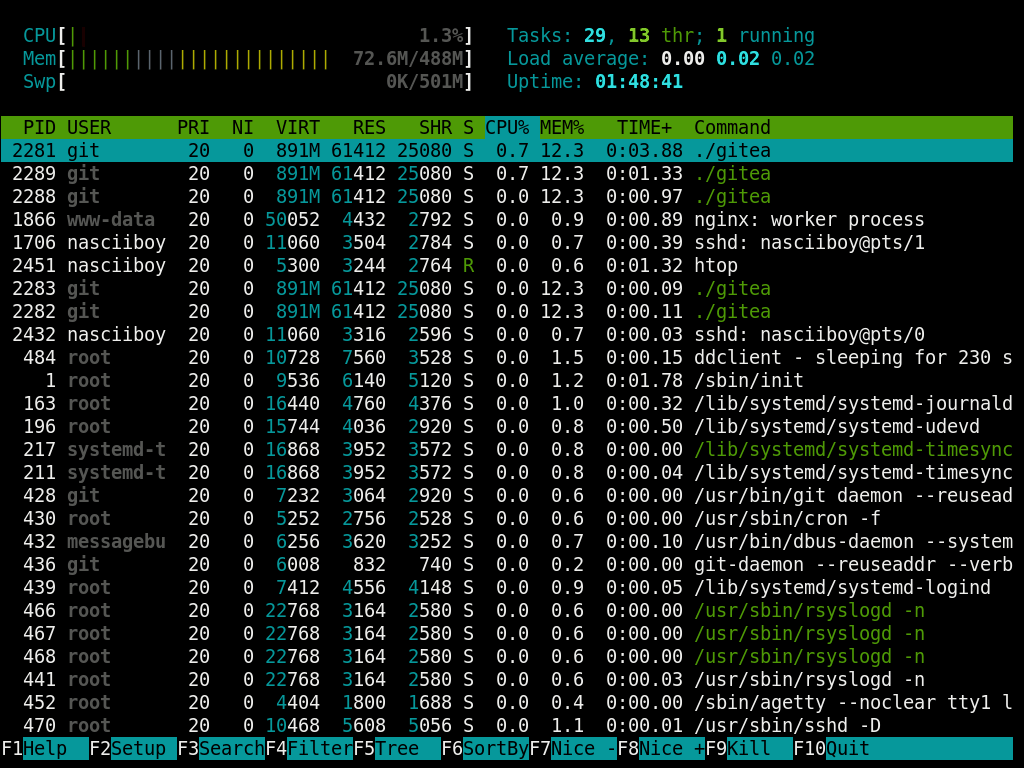 CPU[|| 1.3%] Tasks: 29, 13 thr; 1 running
Mem[|||||||||||||||||||||||| 72.6M/488M] Load average: 0.00 0.02 0.02
Swp[ 0K/501M] Uptime: 01:48:41
PID USER PRI NI VIRT RES SHR S CPU% MEM% TIME+ Command
2281 git 20 0 891M 61412 25080 S 0.7 12.3 0:03.88 ./gitea
2289 git 20 0 891M 61412 25080 S 0.7 12.3 0:01.33 ./gitea
2288 git 20 0 891M 61412 25080 S 0.0 12.3 0:00.97 ./gitea
1866 www-data 20 0 50052 4432 2792 S 0.0 0.9 0:00.89 nginx: worker process
1706 nasciiboy 20 0 11060 3504 2784 S 0.0 0.7 0:00.39 sshd: nasciiboy@pts/1
2451 nasciiboy 20 0 5300 3244 2764 R 0.0 0.6 0:01.32 htop
2283 git 20 0 891M 61412 25080 S 0.0 12.3 0:00.09 ./gitea
2282 git 20 0 891M 61412 25080 S 0.0 12.3 0:00.11 ./gitea
2432 nasciiboy 20 0 11060 3316 2596 S 0.0 0.7 0:00.03 sshd: nasciiboy@pts/0
484 root 20 0 10728 7560 3528 S 0.0 1.5 0:00.15 ddclient - sleeping for 230 s
1 root 20 0 9536 6140 5120 S 0.0 1.2 0:01.78 /sbin/init
163 root 20 0 16440 4760 4376 S 0.0 1.0 0:00.32 /lib/systemd/systemd-journald
196 root 20 0 15744 4036 2920 S 0.0 0.8 0:00.50 /lib/systemd/systemd-udevd
217 systemd-t 20 0 16868 3952 3572 S 0.0 0.8 0:00.00 /lib/systemd/systemd-timesync
211 systemd-t 20 0 16868 3952 3572 S 0.0 0.8 0:00.04 /lib/systemd/systemd-timesync
428 git 20 0 7232 3064 2920 S 0.0 0.6 0:00.00 /usr/bin/git daemon --reusead
430 root 20 0 5252 2756 2528 S 0.0 0.6 0:00.00 /usr/sbin/cron -f
432 messagebu 20 0 6256 3620 3252 S 0.0 0.7 0:00.10 /usr/bin/dbus-daemon --system
436 git 20 0 6008 832 740 S 0.0 0.2 0:00.00 git-daemon --reuseaddr --verb
439 root 20 0 7412 4556 4148 S 0.0 0.9 0:00.05 /lib/systemd/systemd-logind
466 root 20 0 22768 3164 2580 S 0.0 0.6 0:00.00 /usr/sbin/rsyslogd -n
467 root 20 0 22768 3164 2580 S 0.0 0.6 0:00.00 /usr/sbin/rsyslogd -n
468 root 20 0 22768 3164 2580 S 0.0 0.6 0:00.00 /usr/sbin/rsyslogd -n
441 root 20 0 22768 3164 2580 S 0.0 0.6 0:00.03 /usr/sbin/rsyslogd -n
452 root 20 0 4404 1800 1688 S 0.0 0.4 0:00.00 /sbin/agetty --noclear tty1 l
470 root 20 0 10468 5608 5056 S 0.0 1.1 0:00.01 /usr/sbin/sshd -D
F1Help F2Setup F3SearchF4FilterF5Tree F6SortByF7Nice -F8Nice +F9Kill F10Quit